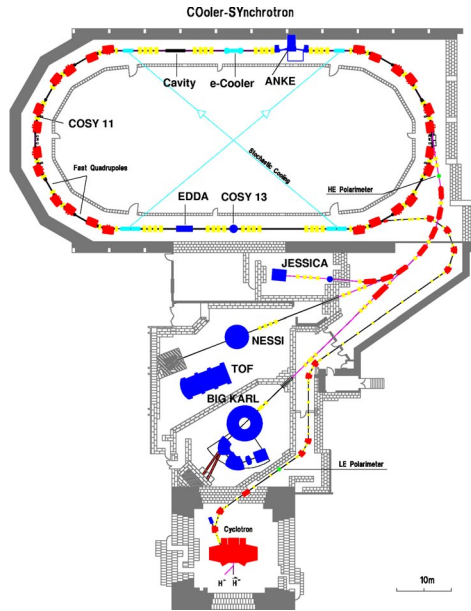 COoler-SYnchrotron
Cavity
e-Cooler
ANKE
COSY 11
Fast Quadrupoles
Stochastic Cooling
HE Polarimeter
EDDA
COSY 13
JESSICA
NESSI
TOF
BIG KARL
LE Polarimeter
Cyclotron
H⁻ H⃗⁻
10m